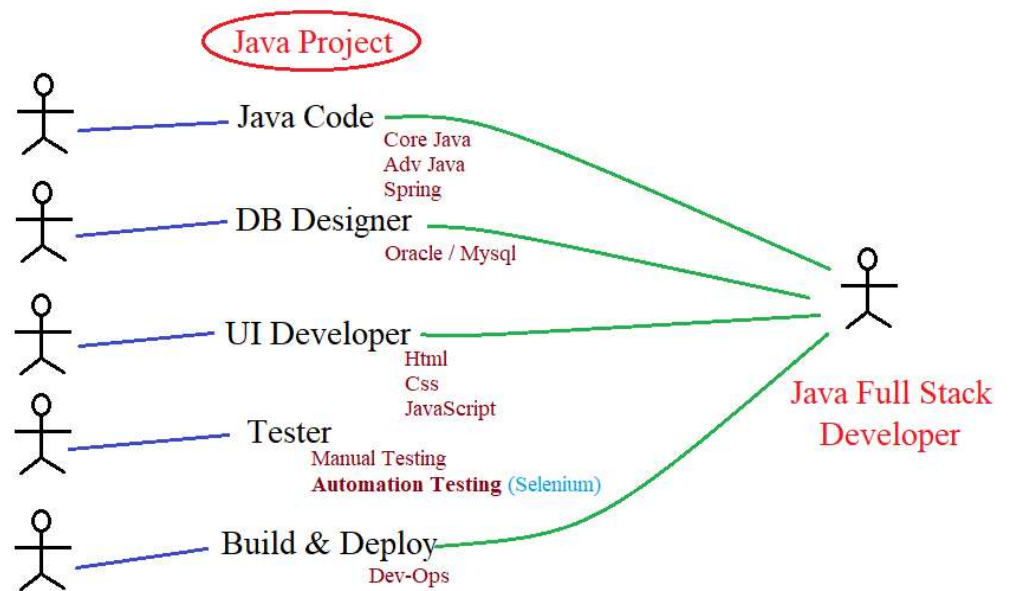 Java Project
Java Code
Core Java
Adv Java
Spring
DB Designer
Oracle / Mysql
UI Developer
Html
Css
JavaScript
Java Full Stack
Developer
Tester
Manual Testing
Automation Testing (Selenium)
Build & Deploy
Dev-Ops